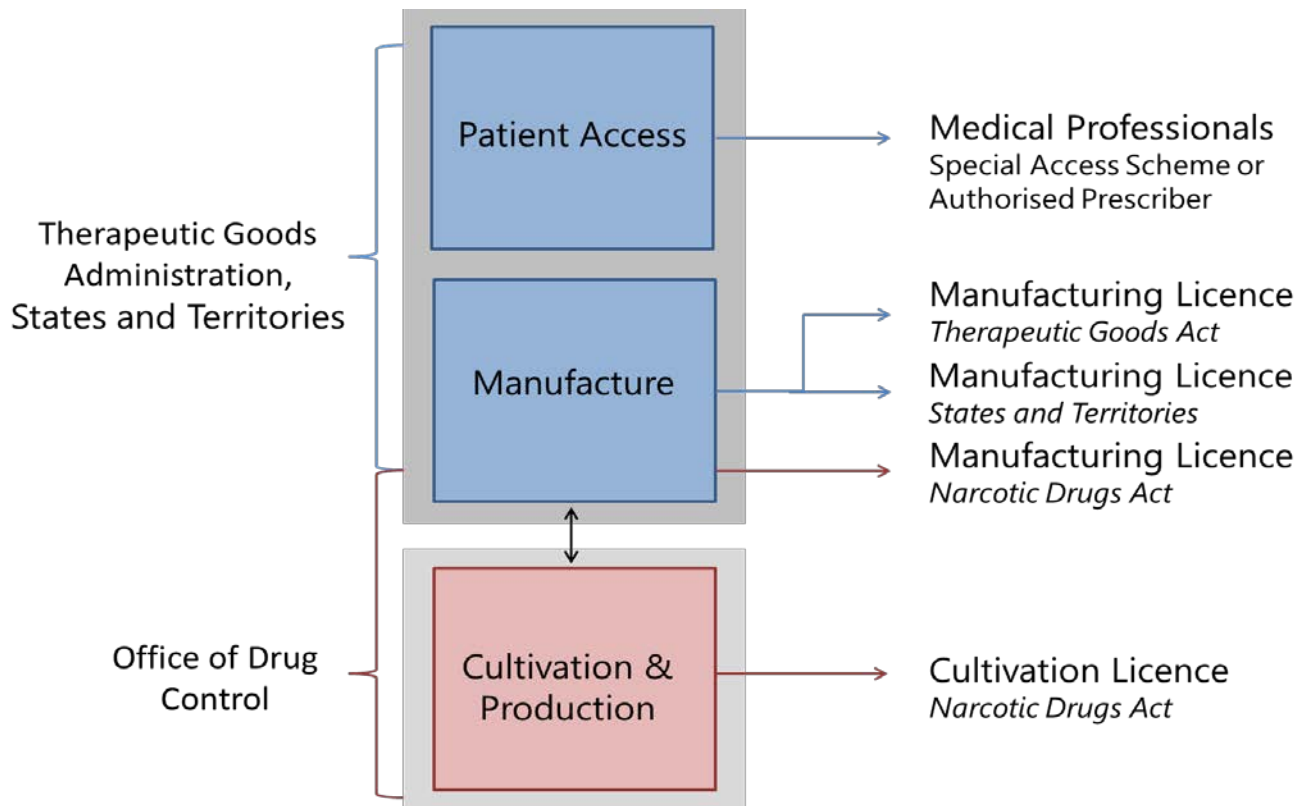 Patient Access
Medical Professionals
Special Access Scheme or
Authorised Prescriber
Therapeutic Goods
Administration,
States and Territories
Manufacture
Manufacturing Licence
Therapeutic Goods Act
Manufacturing Licence
States and Territories
Manufacturing Licence
Narcotic Drugs Act
Office of Drug
Control
Cultivation &
Production
Cultivation Licence
Narcotic Drugs Act